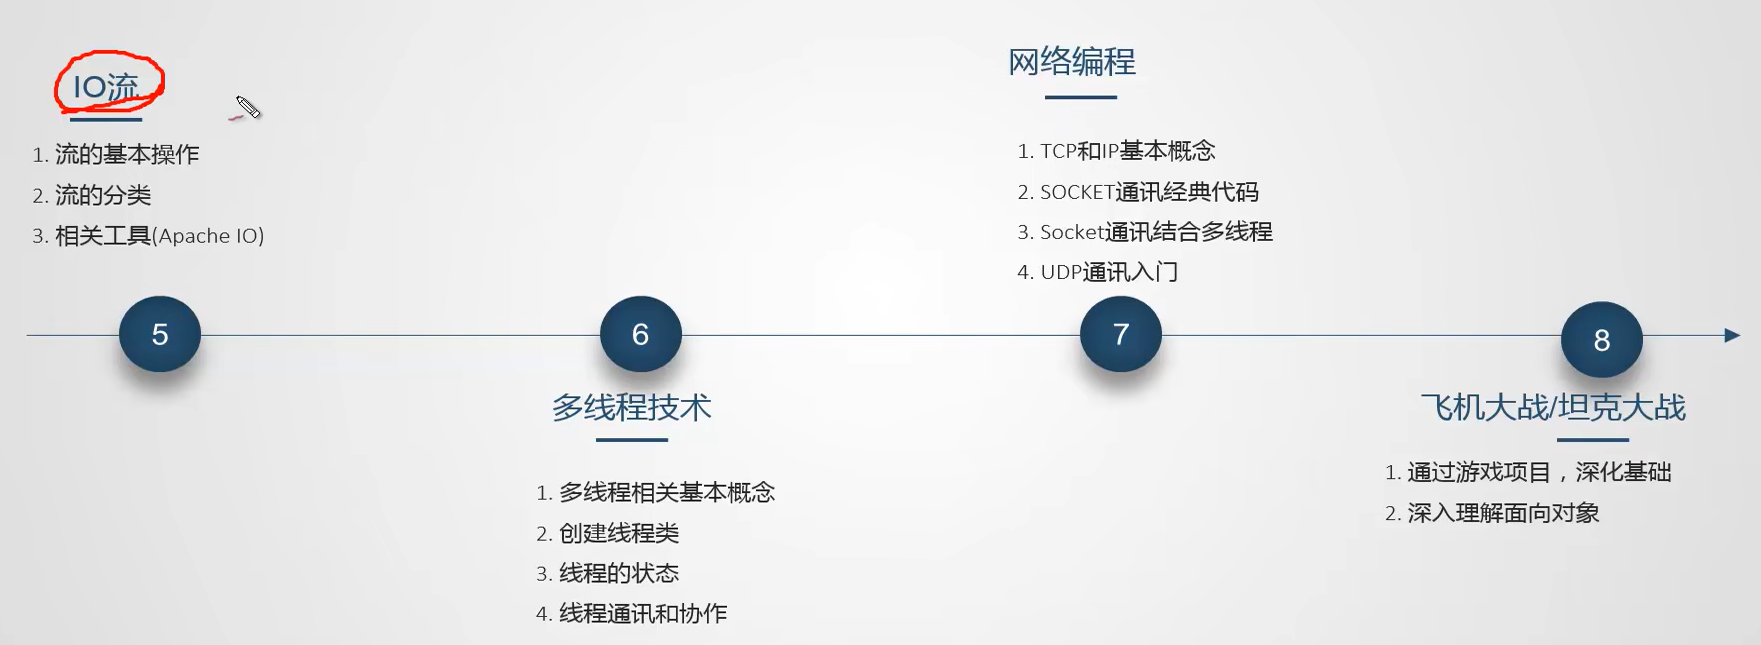 IO流
1. 流的基本操作
2. 流的分类
3. 相关工具(Apache IO)
网络编程
1. TCP和IP基本概念
2. SOCKET通讯经典代码
3. Socket通讯结合多线程
4. UDP通讯入门
5
6
7
8
多线程技术
1. 多线程相关基本概念
2. 创建线程类
3. 线程的状态
4. 线程通讯和协作
飞机大战/坦克大战
1. 通过游戏项目，深化基础
2. 深入理解面向对象